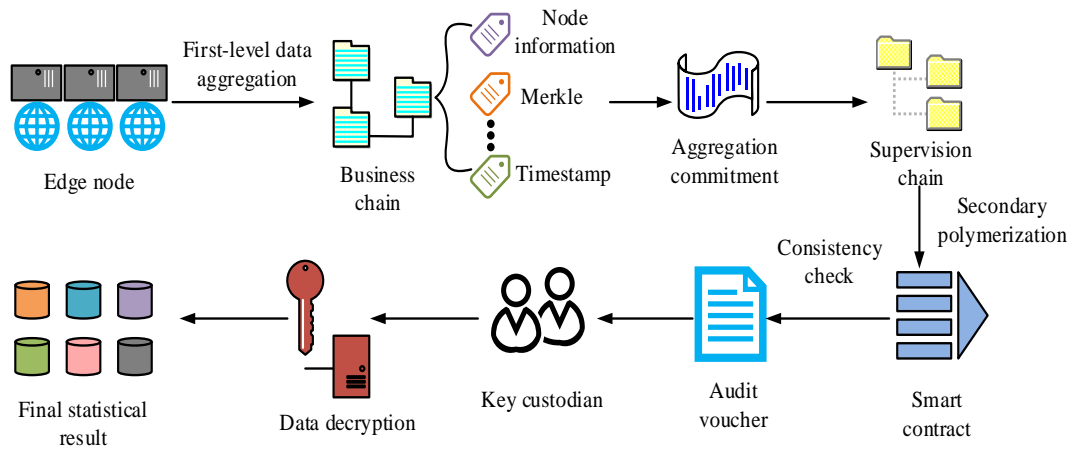 First-level data
aggregation
Edge node
Business
chain
Node
information
Merkle
Timestamp
Aggregation
commitment
Supervision
chain
Secondary
polymerization
Consistency
check
Smart
contract
Audit
voucher
Key custodian
Data decryption
Final statistical
result